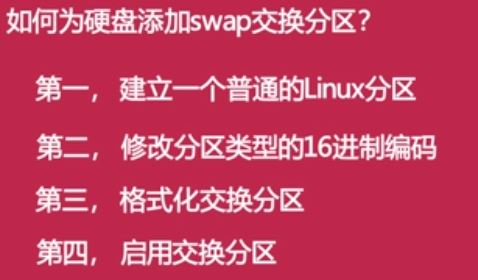 如何为硬盘添加swap交换分区？
第一， 建立一个普通的Linux分区
第二， 修改分区类型的16进制编码
第三， 格式化交换分区
第四， 启用交换分区